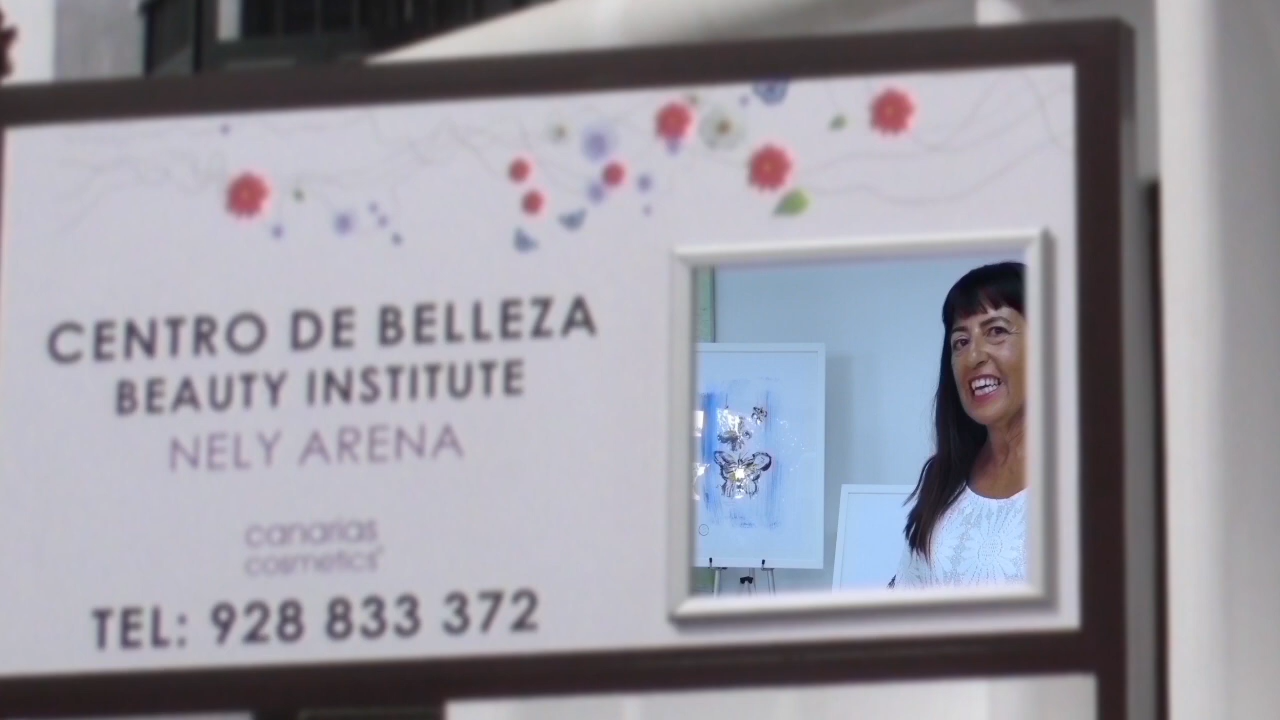 CENTRO DE BELLEZA
BEAUTY INSTITUTE
NELY ARENA
canarias
cosmetics
TEL: 928 833 372